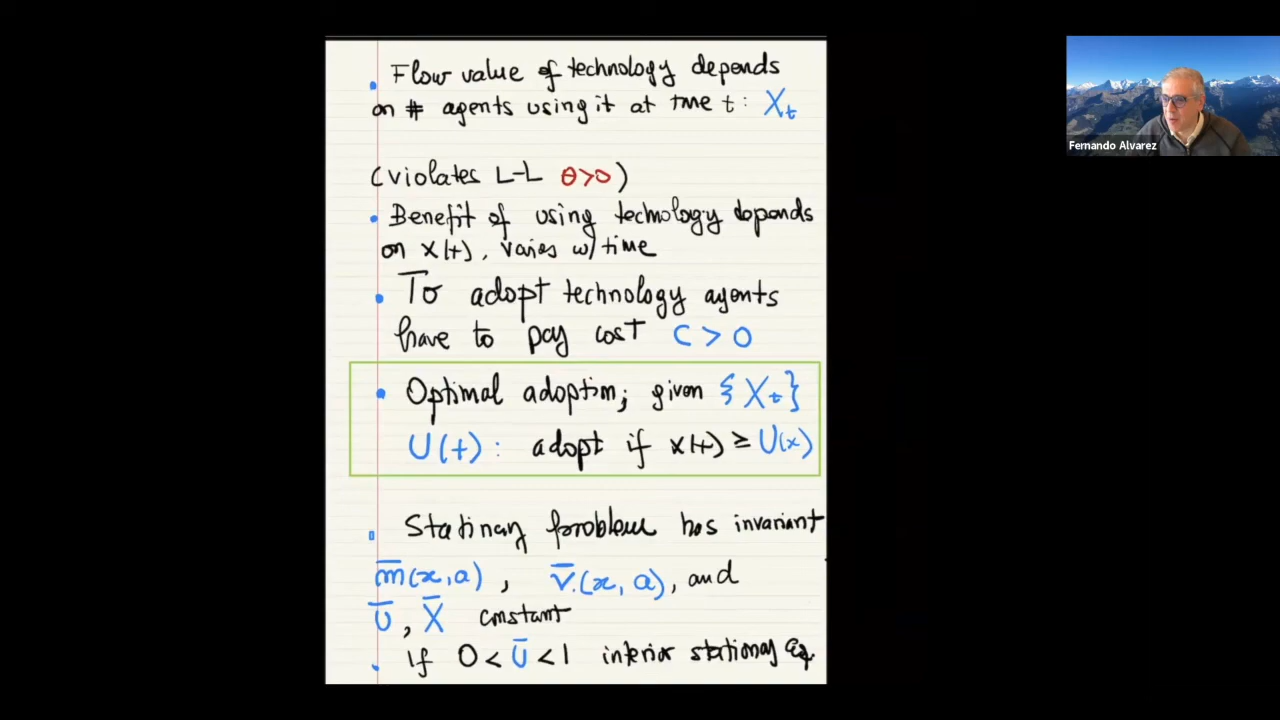 • Flow value of technology depends
on # agents using it at tme t: X_t
(violates L-L θ>0)
• Benefit of using technology depends
on x(t), varies w/ time
• To adopt technology agents
have to pay cost C > 0
• Optimal adoption; given {X_t}
U(t): adopt if x(t) ≥ U(x)
Stationary problem has invariant
m̅(x,a), v̅(x,a), and
U̅, X̅ constant
• If 0 < U̅ < 1 interior stationary eq.
Fernando Alvarez